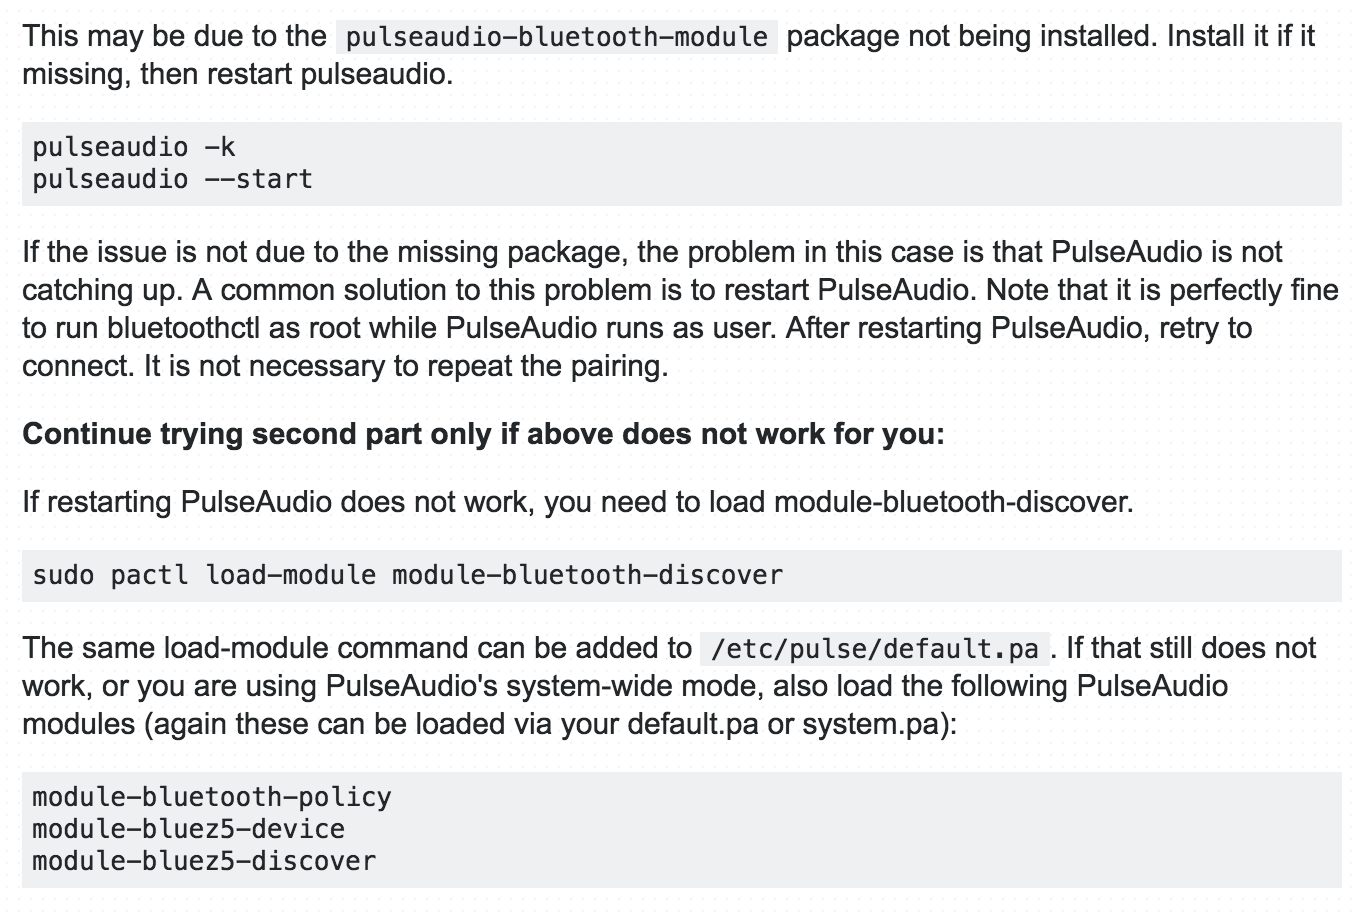 This may be due to the pulseaudio-bluetooth-module package not being installed. Install it if it
missing, then restart pulseaudio.
pulseaudio -k
pulseaudio --start
If the issue is not due to the missing package, the problem in this case is that PulseAudio is not
catching up. A common solution to this problem is to restart PulseAudio. Note that it is perfectly fine
to run bluetoothctl as root while PulseAudio runs as user. After restarting PulseAudio, retry to
connect. It is not necessary to repeat the pairing.
Continue trying second part only if above does not work for you:
If restarting PulseAudio does not work, you need to load module-bluetooth-discover.
sudo pactl load-module module-bluetooth-discover
The same load-module command can be added to /etc/pulse/default.pa . If that still does not
work, or you are using PulseAudio's system-wide mode, also load the following PulseAudio
modules (again these can be loaded via your default.pa or system.pa):
module-bluetooth-policy
module-bluez5-device
module-bluez5-discover